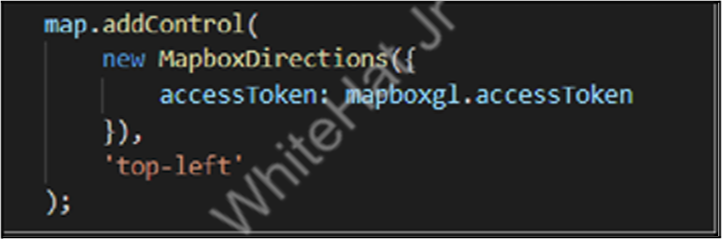 map.addControl(
new MapboxDirections({
accessToken: mapboxgl.accessToken
}),
'top-left'
);
WhiteHat Jr